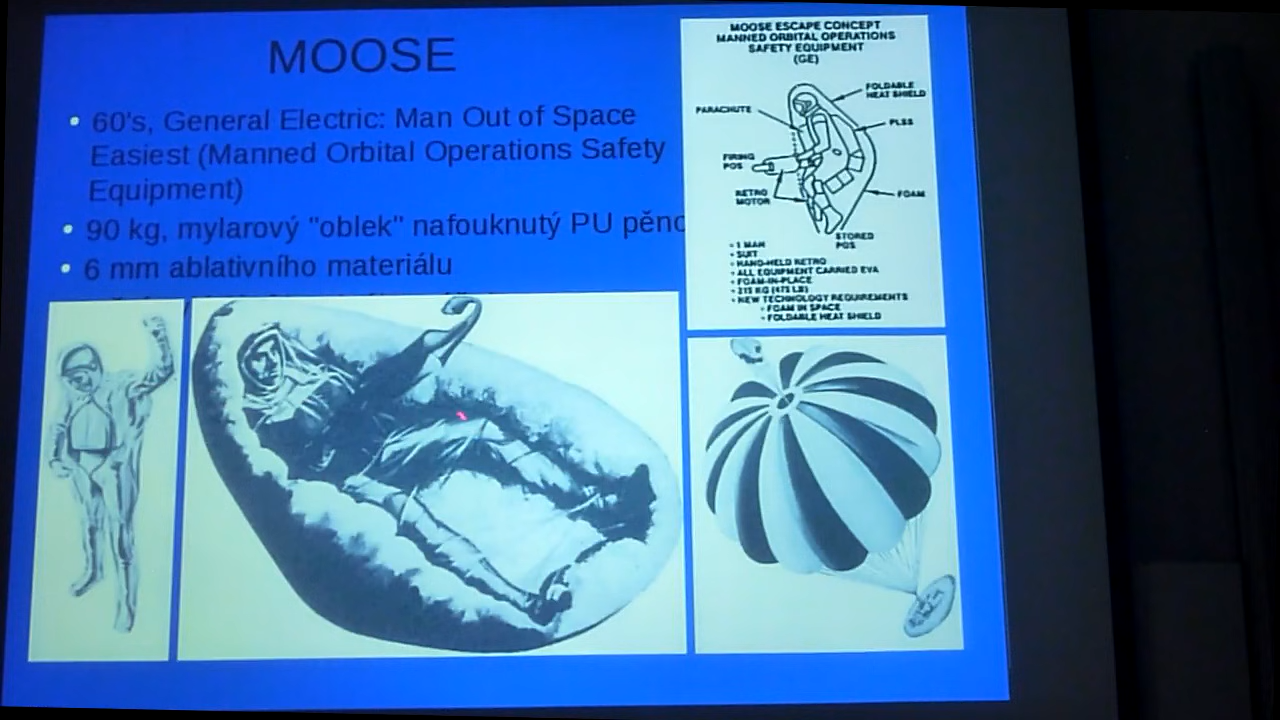 MOOSE
• 60's, General Electric: Man Out of Space
Easiest (Manned Orbital Operations Safety
Equipment)
• 90 kg, mylarový "oblek" nafouknutý PU pěno
• 6 mm ablativního materiálu
MOOSE ESCAPE CONCEPT
MANNED ORBITAL OPERATIONS
SAFETY EQUIPMENT
(GE)
FOLDABLE
HEAT SHIELD
PARACHUTE
PLSS
FIRING
POS
RETRO
MOTOR
FOAM
STORED
POS
• 1 MAN
• SUIT
• HAND-HELD RETRO
• ALL EQUIPMENT CARRIED EVA
• FOAM-IN-PLACE
• 215 KG (473 LB)
• NEW TECHNOLOGY REQUIREMENTS
• FOAM IN SPACE
• FOLDABLE HEAT SHIELD